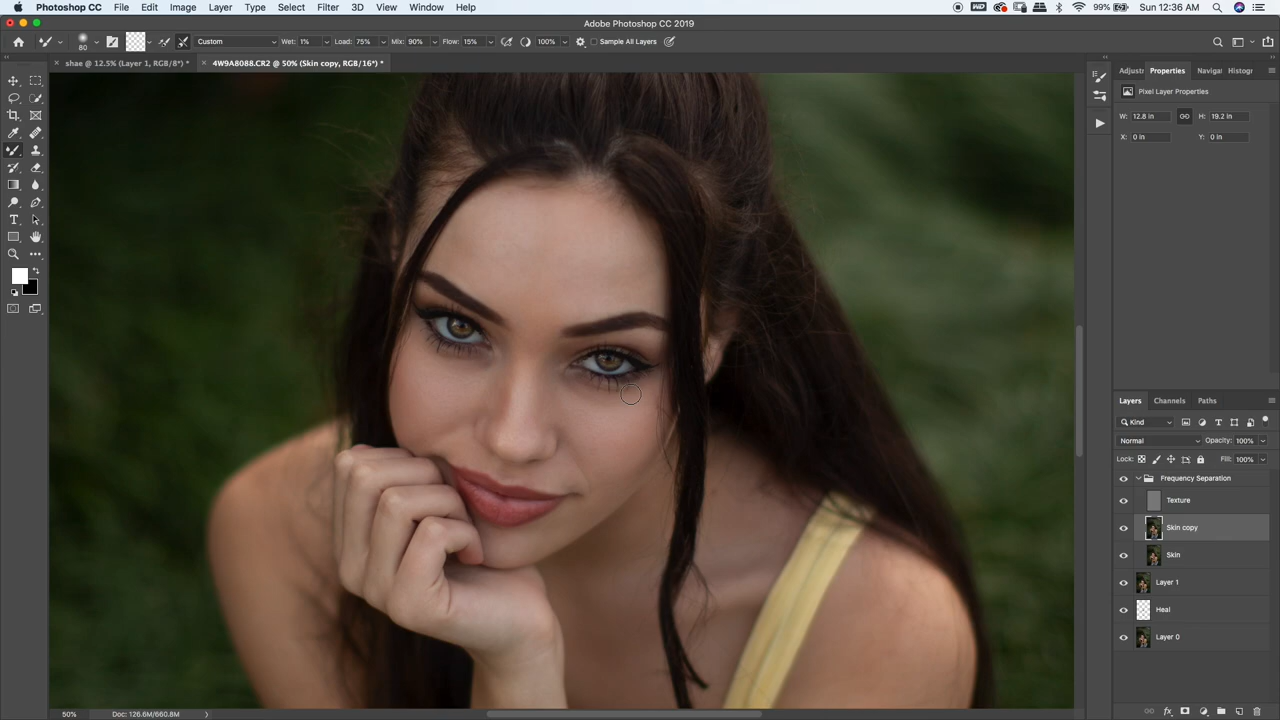 Photoshop CC File Edit Image Layer Type Select Filter 3D View Window Help 99% Sun 12:36 AM
Adobe Photoshop CC 2019
80 Custom Wet: 1% Load: 75% Mix: 90% Flow: 15% 100% Sample All Layers
shae @ 12.5% (Layer 1, RGB/8*) * 4W9A8088.CR2 @ 50% (Skin copy, RGB/16*) *
Adjustr Properties Navigat Histogr
Pixel Layer Properties
W: 12.8 in H: 19.2 in
X: 0 in Y: 0 in
Layers Channels Paths
Kind
Normal Opacity: 100%
Lock: Fill: 100%
Frequency Separation
Texture
Skin copy
Skin
Layer 1
Heal
Layer 0
50% Doc: 126.6M/660.8M